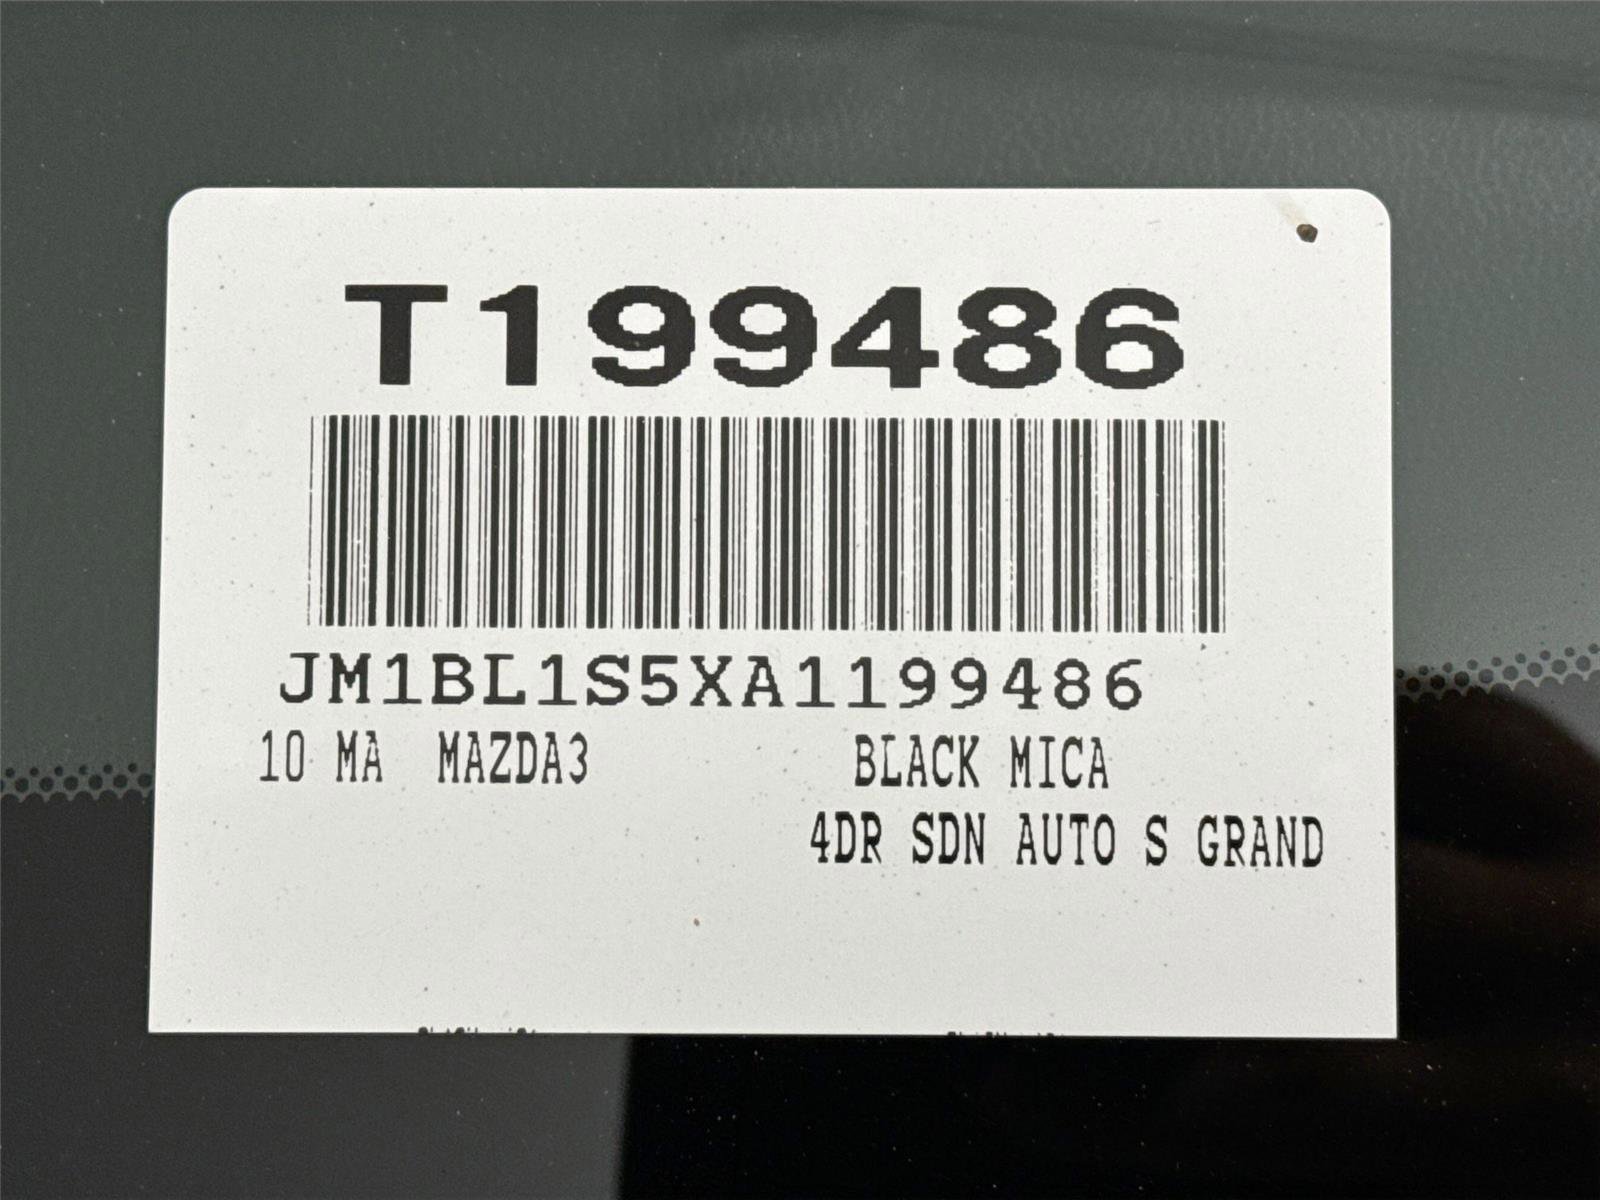 T199486
JM1BL1S5XA1199486
10 MA MAZDA3 BLACK MICA
4DR SDN AUTO S GRAND